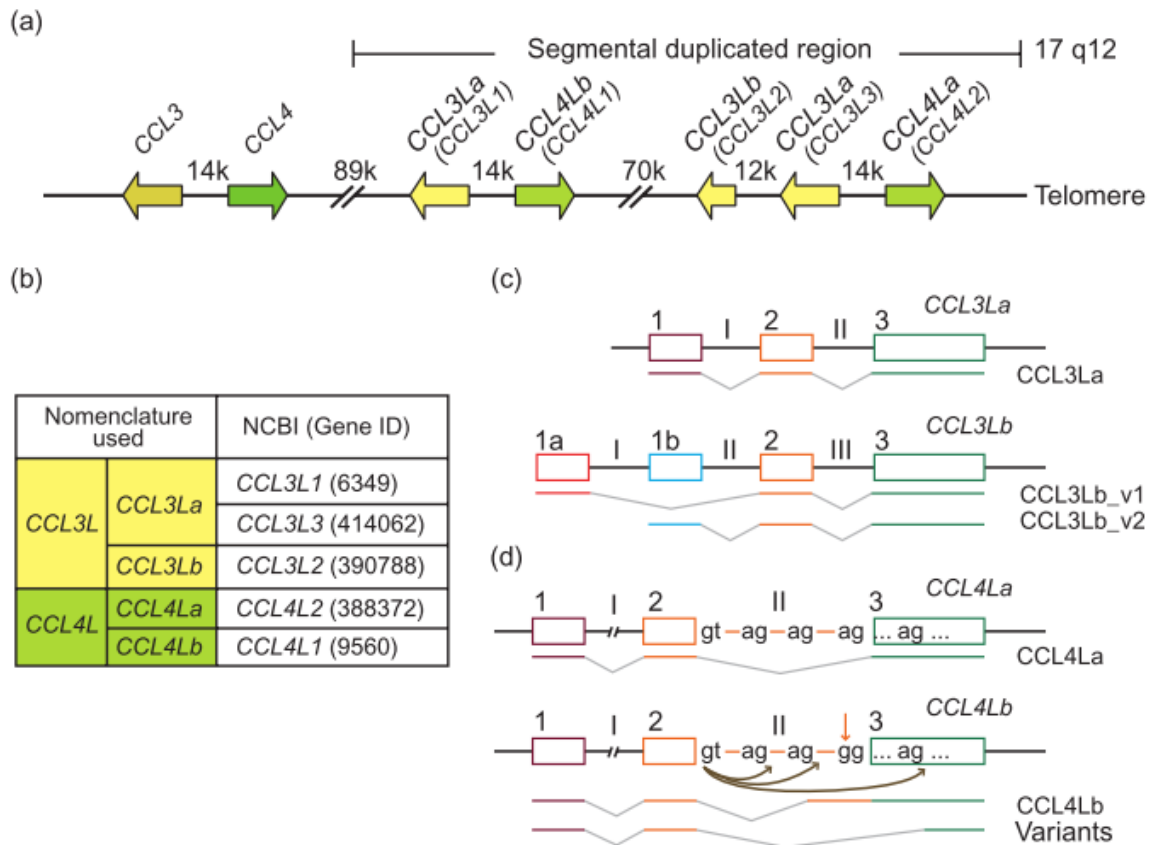 (a)
Segmental duplicated region 17 q12
CCL3 CCL4 CCL3La (CCL3L1) CCL4Lb (CCL4L1) CCL3Lb (CCL3L2) CCL3La (CCL3L3) CCL4La (CCL4L2)
14k 89k 14k 70k 12k 14k
Telomere
(b)
Nomenclature used NCBI (Gene ID)
CCL3L CCL3La CCL3L1 (6349)
CCL3L3 (414062)
CCL3Lb CCL3L2 (390788)
CCL4L CCL4La CCL4L2 (388372)
CCL4Lb CCL4L1 (9560)
(c)
CCL3La
1 I 2 II 3
CCL3La
CCL3Lb
1a I 1b II 2 III 3
CCL3Lb_v1
CCL3Lb_v2
(d)
CCL4La
1 I 2 II 3
gt ag ag ag ... ag ...
CCL4La
CCL4Lb
1 I 2 II 3
gt ag ag gg ... ag ...
CCL4Lb
Variants